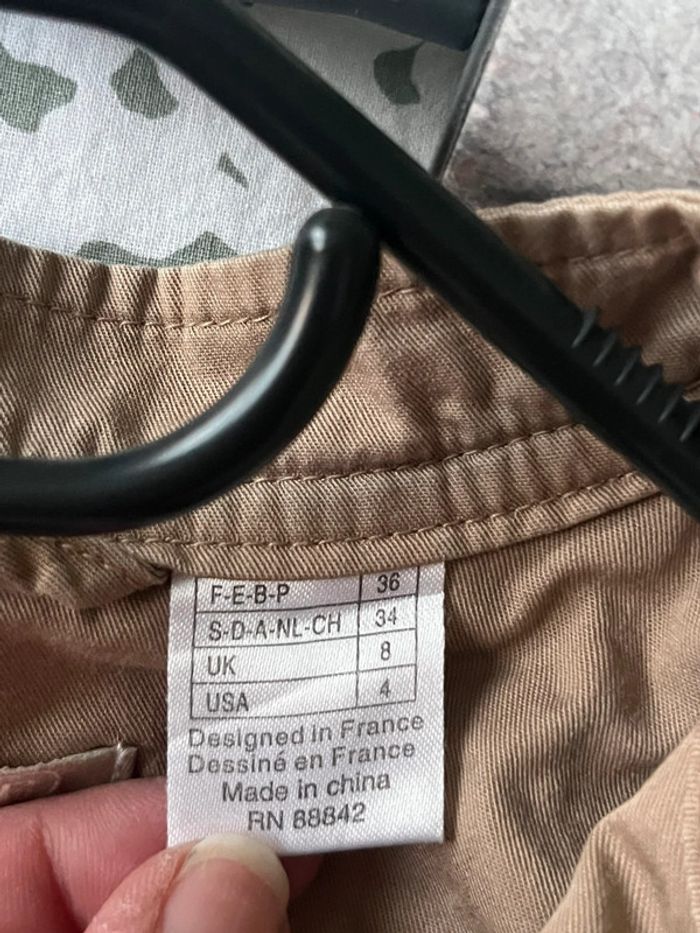 F-E-B-P 36
S-D-A-NL-CH 34
UK 8
USA 4
Designed in France
Dessiné en France
Made in china
RN 88842